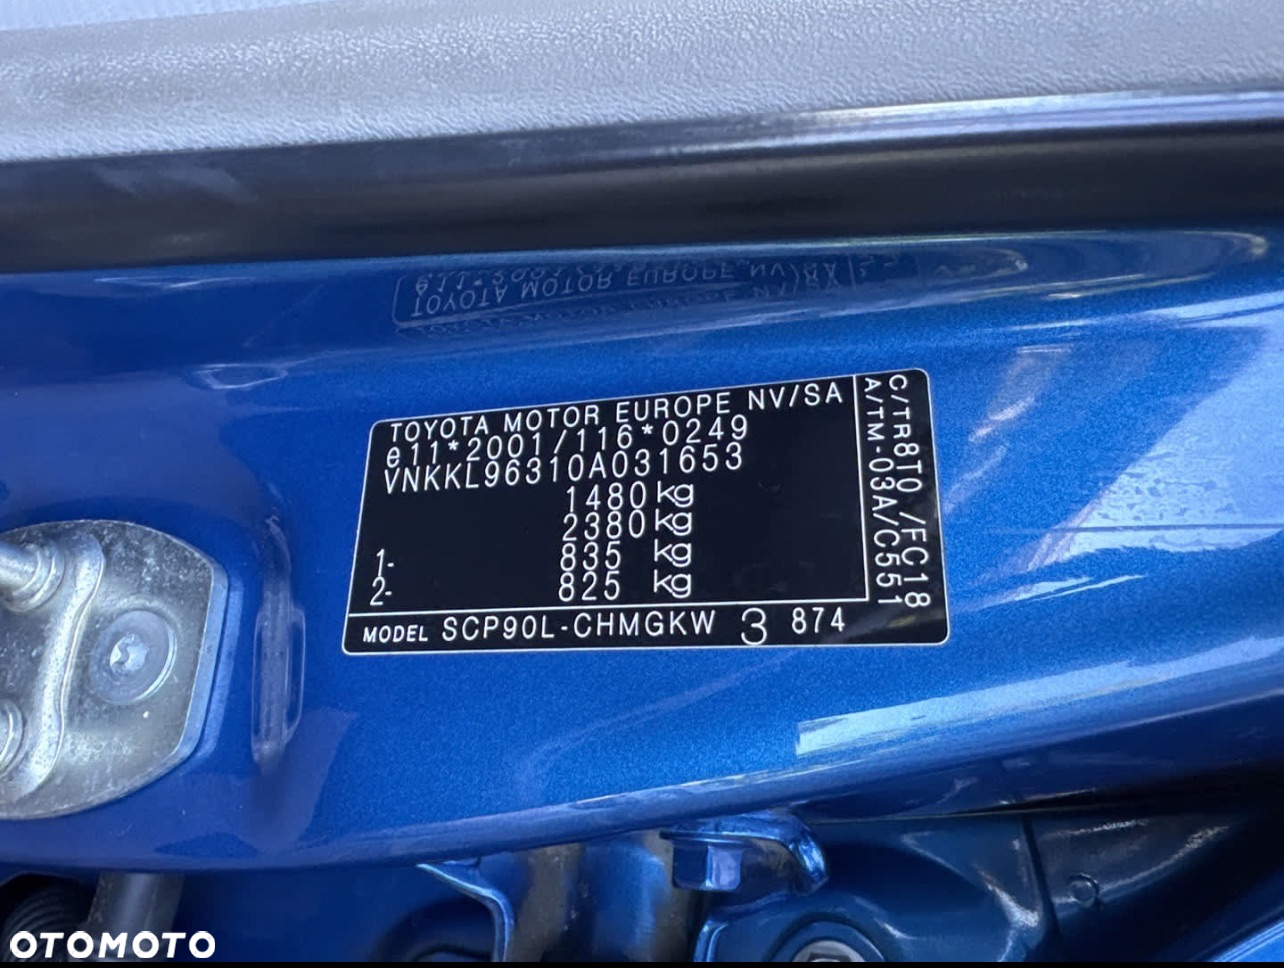 TOYOTA MOTOR EUROPE NV/SA
e11*2001/116*0249
VNKKL96310A031653
1480 kg
2380 kg
1- 835 kg
2- 825 kg
MODEL SCP90L-CHMGKW 3 874
C/TR8T0 /FC18
A/TM-03A/C551
OTOMOTO